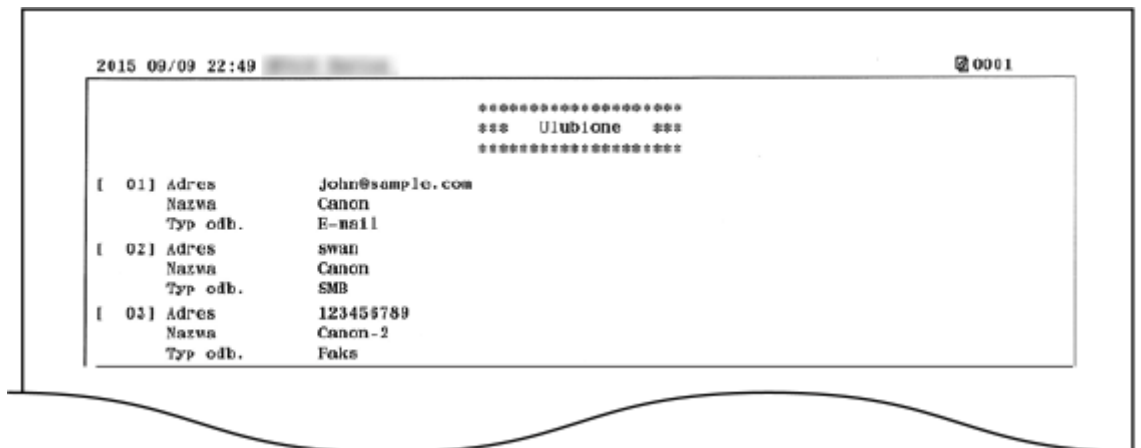 2015 09/09 22:49 0001
********************
*** Ulubione ***
********************
[ 01] Adres john@sample.com
Nazwa Canon
Typ odb. E-mail
[ 02] Adres swan
Nazwa Canon
Typ odb. SMB
[ 03] Adres 123456789
Nazwa Canon-2
Typ odb. Faks